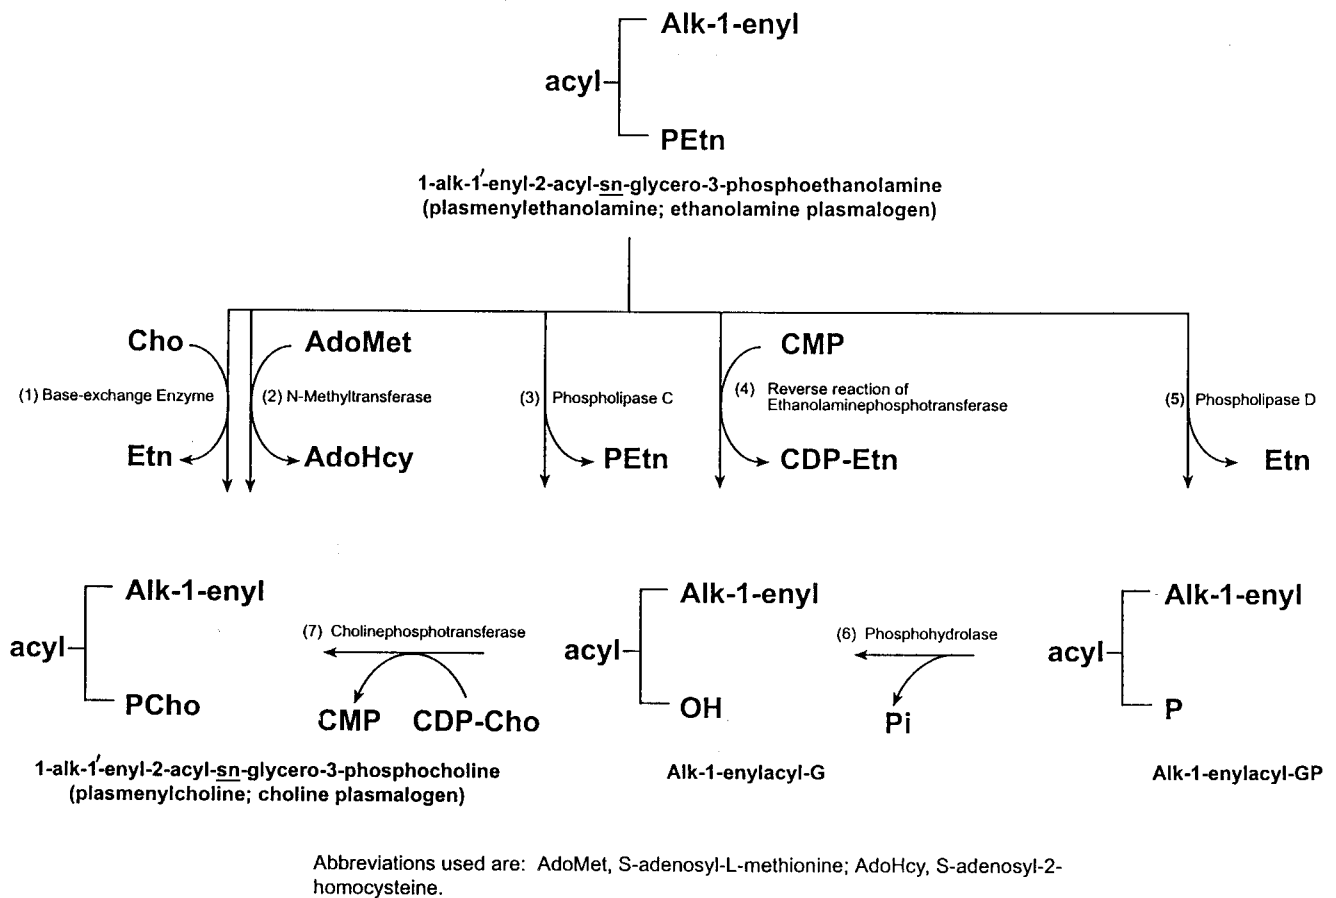 Alk-1-enyl
acyl
PEtn
1-alk-1'-enyl-2-acyl-sn-glycero-3-phosphoethanolamine
(plasmenylethanolamine; ethanolamine plasmalogen)
Cho
AdoMet
CMP
(1) Base-exchange Enzyme
(2) N-Methyltransferase
(3) Phospholipase C
(4) Reverse reaction of
Ethanolaminephosphotransferase
(5) Phospholipase D
Etn
AdoHcy
PEtn
CDP-Etn
Etn
Alk-1-enyl
acyl
PCho
(7) Cholinephosphotransferase
CMP
CDP-Cho
Alk-1-enyl
acyl
OH
(6) Phosphohydrolase
Pi
Alk-1-enyl
acyl
P
1-alk-1'-enyl-2-acyl-sn-glycero-3-phosphocholine
(plasmenylcholine; choline plasmalogen)
Alk-1-enylacyl-G
Alk-1-enylacyl-GP
Abbreviations used are: AdoMet, S-adenosyl-L-methionine; AdoHcy, S-adenosyl-2-
homocysteine.